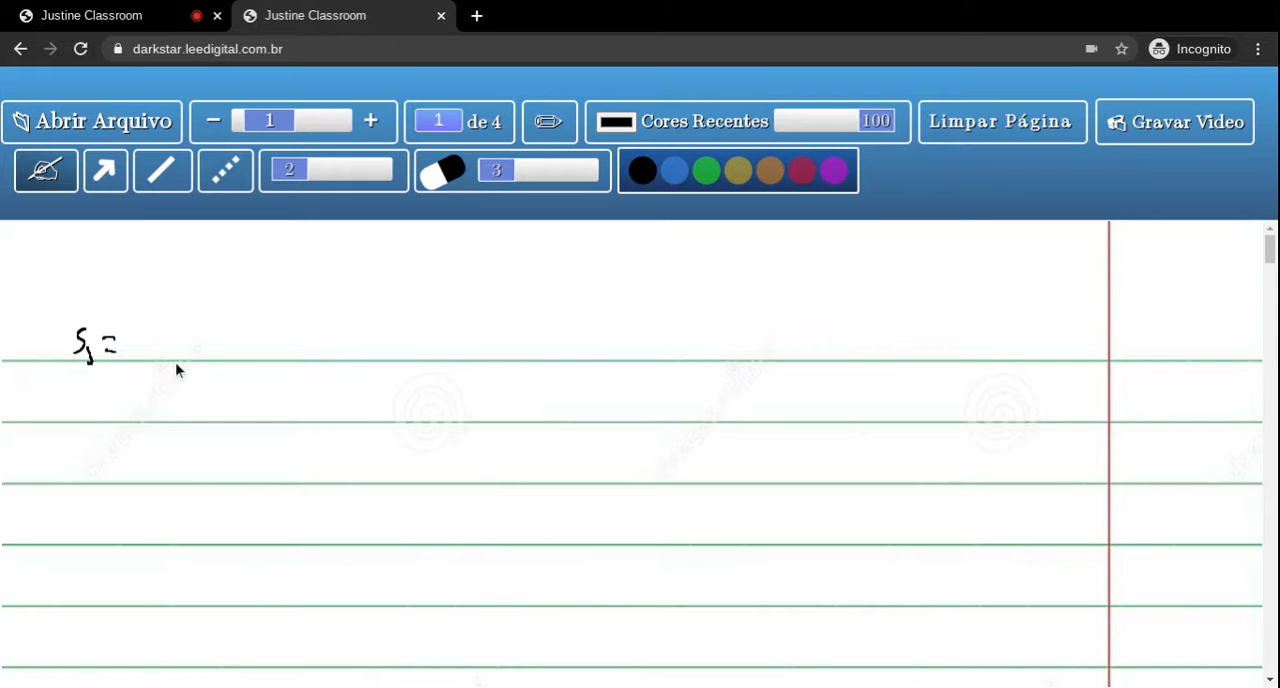 Justine Classroom
Justine Classroom
darkstar.leedigital.com.br
Incognito
Abrir Arquivo
− 1 +
1 de 4
Cores Recentes
100
Limpar Página
Gravar Video
2
3
Sj =